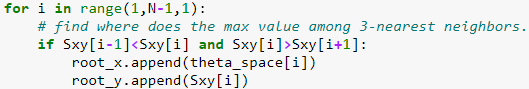 for i in range(1,N-1,1):
    # find where does the max value among 3-nearest neighbors.
    if Sxy[i-1]<Sxy[i] and Sxy[i]>Sxy[i+1]:
        root_x.append(theta_space[i])
        root_y.append(Sxy[i])